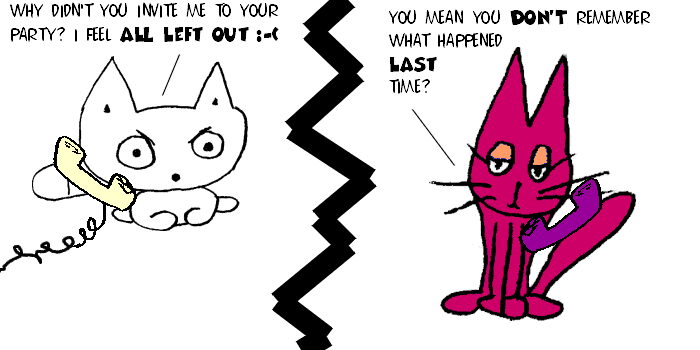 WHY DIDN'T YOU INVITE ME TO YOUR
PARTY? I FEEL ALL LEFT OUT :-(
YOU MEAN YOU DON'T REMEMBER
WHAT HAPPENED
LAST
TIME?